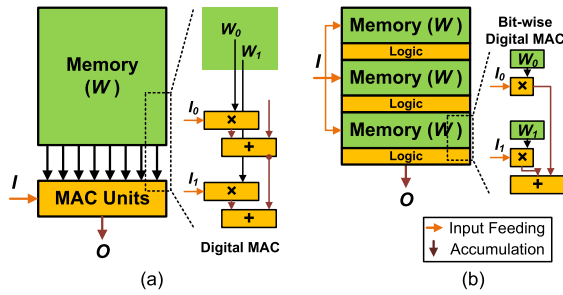 Memory
(W)
I
MAC Units
O
W0
W1
I0
×
+
I1
×
+
Digital MAC
(a)
Memory (W)
Logic
I
Memory (W)
Logic
Memory (W)
Logic
O
Bit-wise
Digital MAC
W0
I0
×
W1
I1
×
+
Input Feeding
Accumulation
(b)